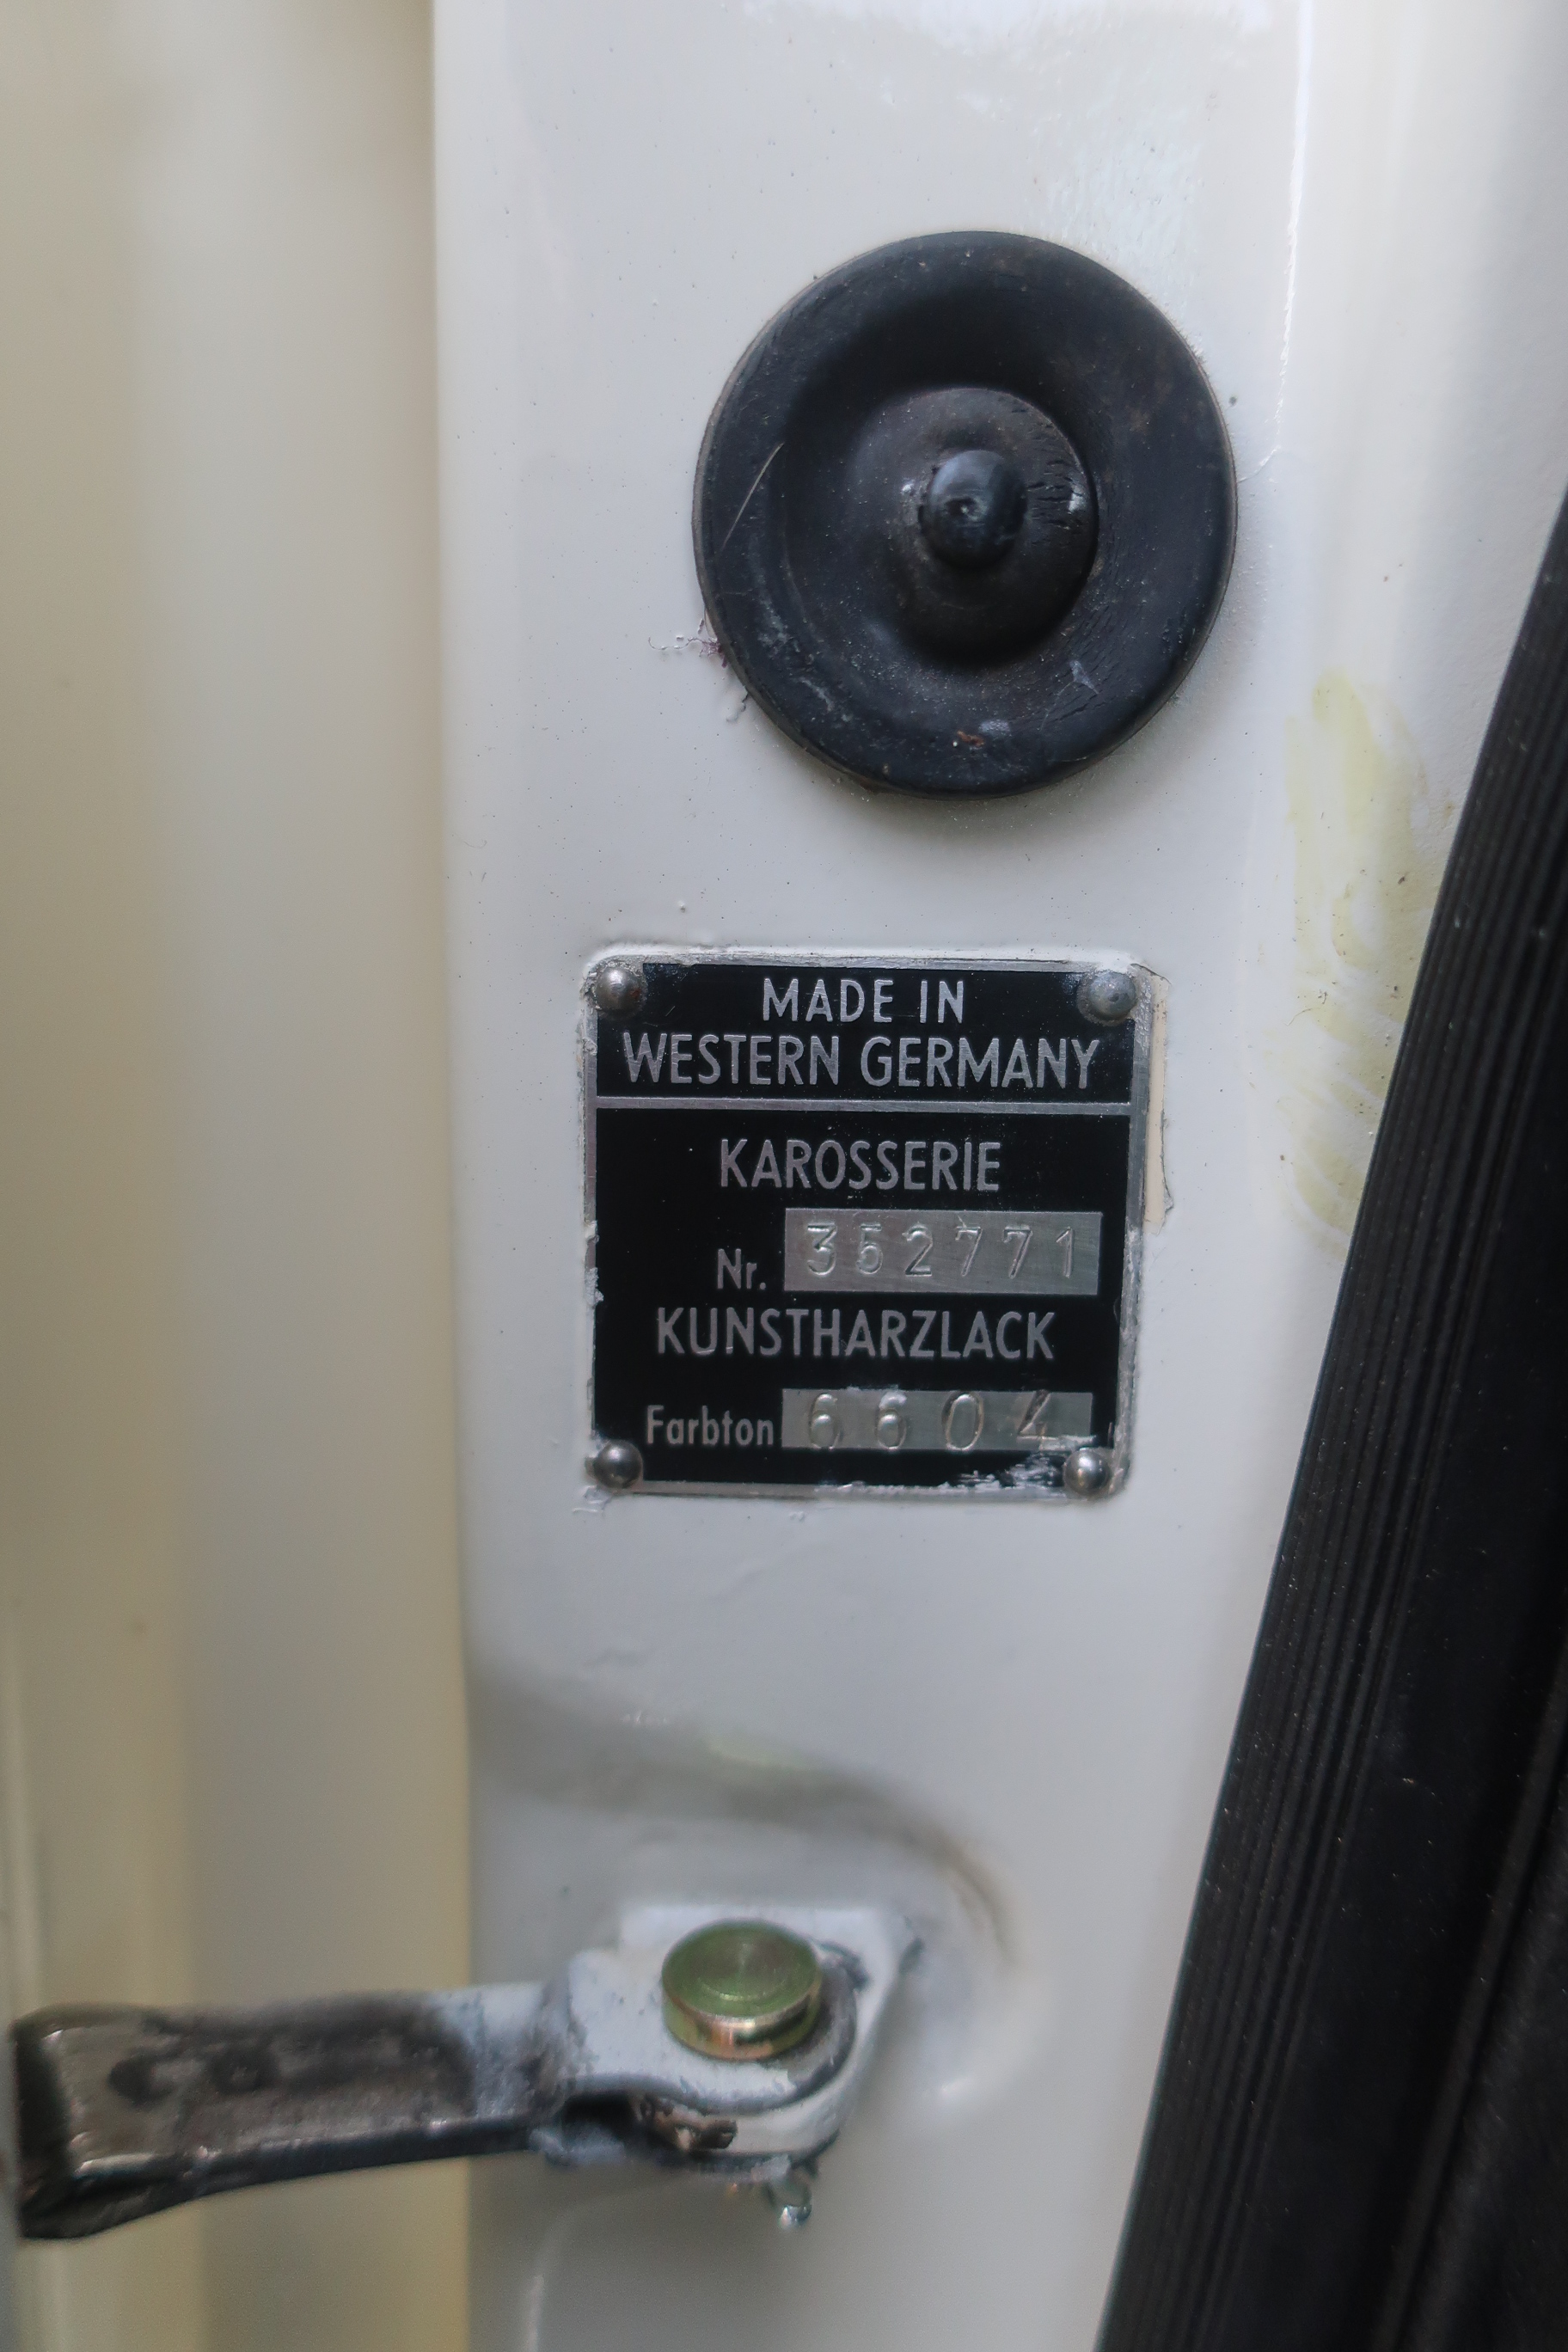 MADE IN
WESTERN GERMANY
KAROSSERIE
Nr. 352771
KUNSTHARZLACK
Farbton 6604